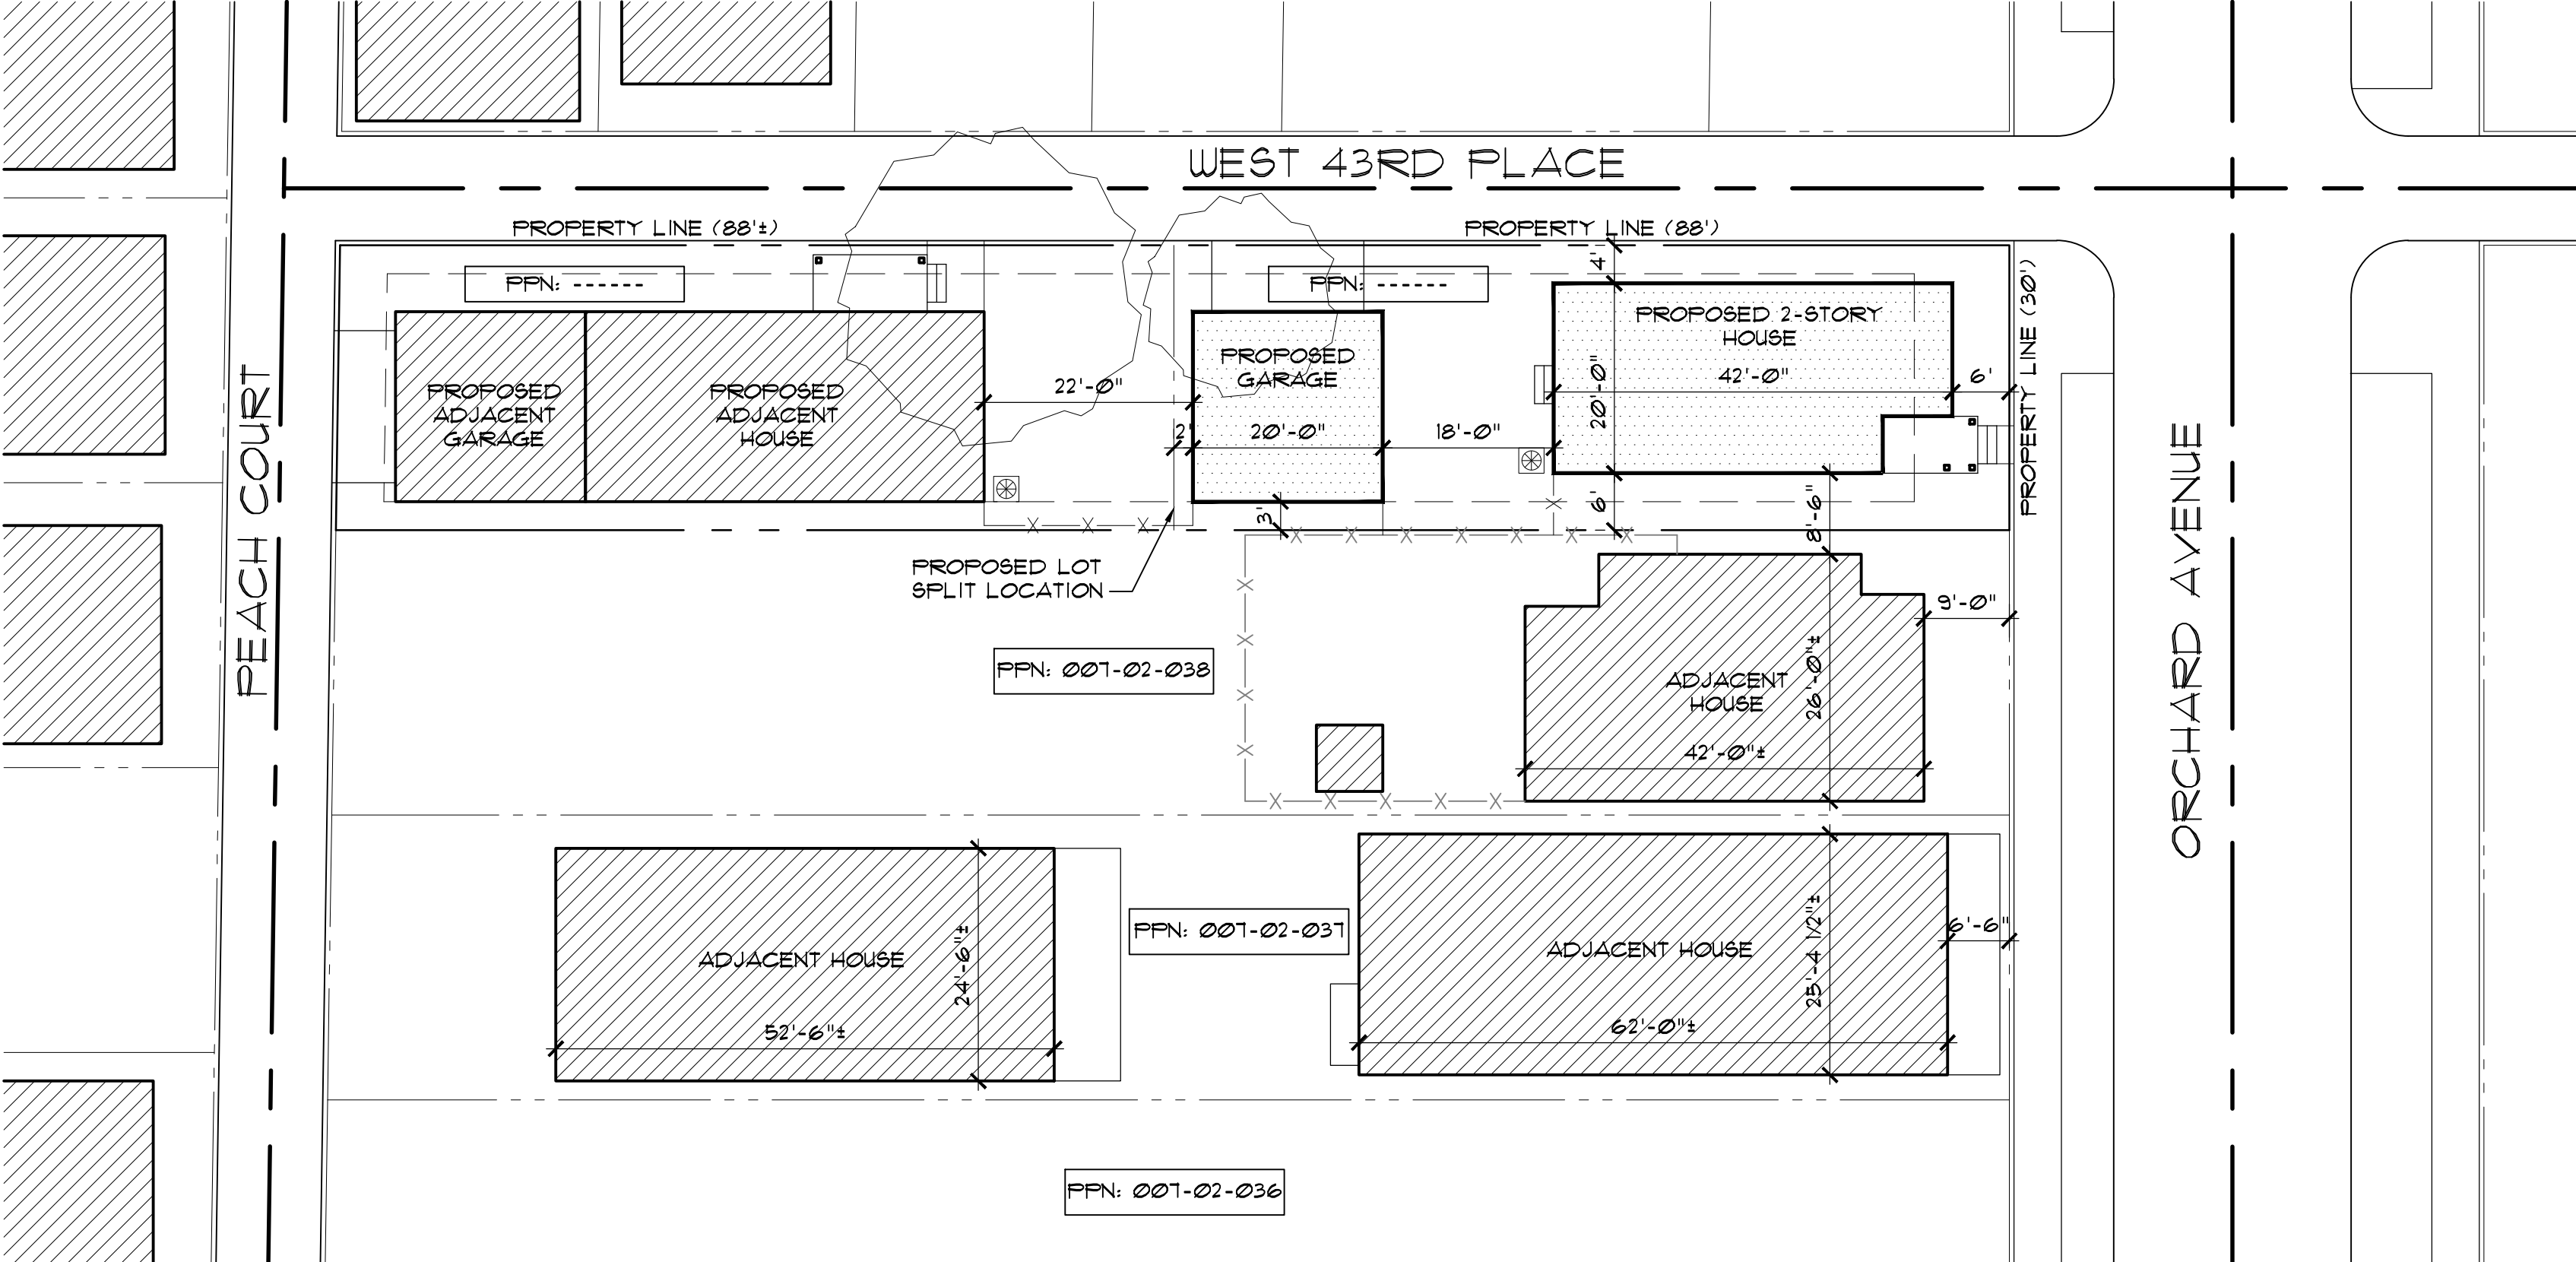 WEST 43RD PLACE
PROPERTY LINE (88'±)
PROPERTY LINE (88')
PPN: ------
PPN: ------
4'
PROPOSED 2-STORY
HOUSE
PROPERTY LINE (30')
PROPOSED
ADJACENT
GARAGE
PROPOSED
ADJACENT
HOUSE
22'-0"
PROPOSED
GARAGE
20'-0"
42'-0"
6'
2'
20'-0"
18'-0"
PEACH COURT
3'
6'
8'-6"
ORCHARD AVENUE
PROPOSED LOT
SPLIT LOCATION
9'-0"
PPN: 007-02-038
ADJACENT
HOUSE
26'-0"±
42'-0"±
PPN: 007-02-037
ADJACENT HOUSE
24'-6"±
52'-6"±
ADJACENT HOUSE
25'-4 1/2"±
6'-6"
62'-0"±
PPN: 007-02-036